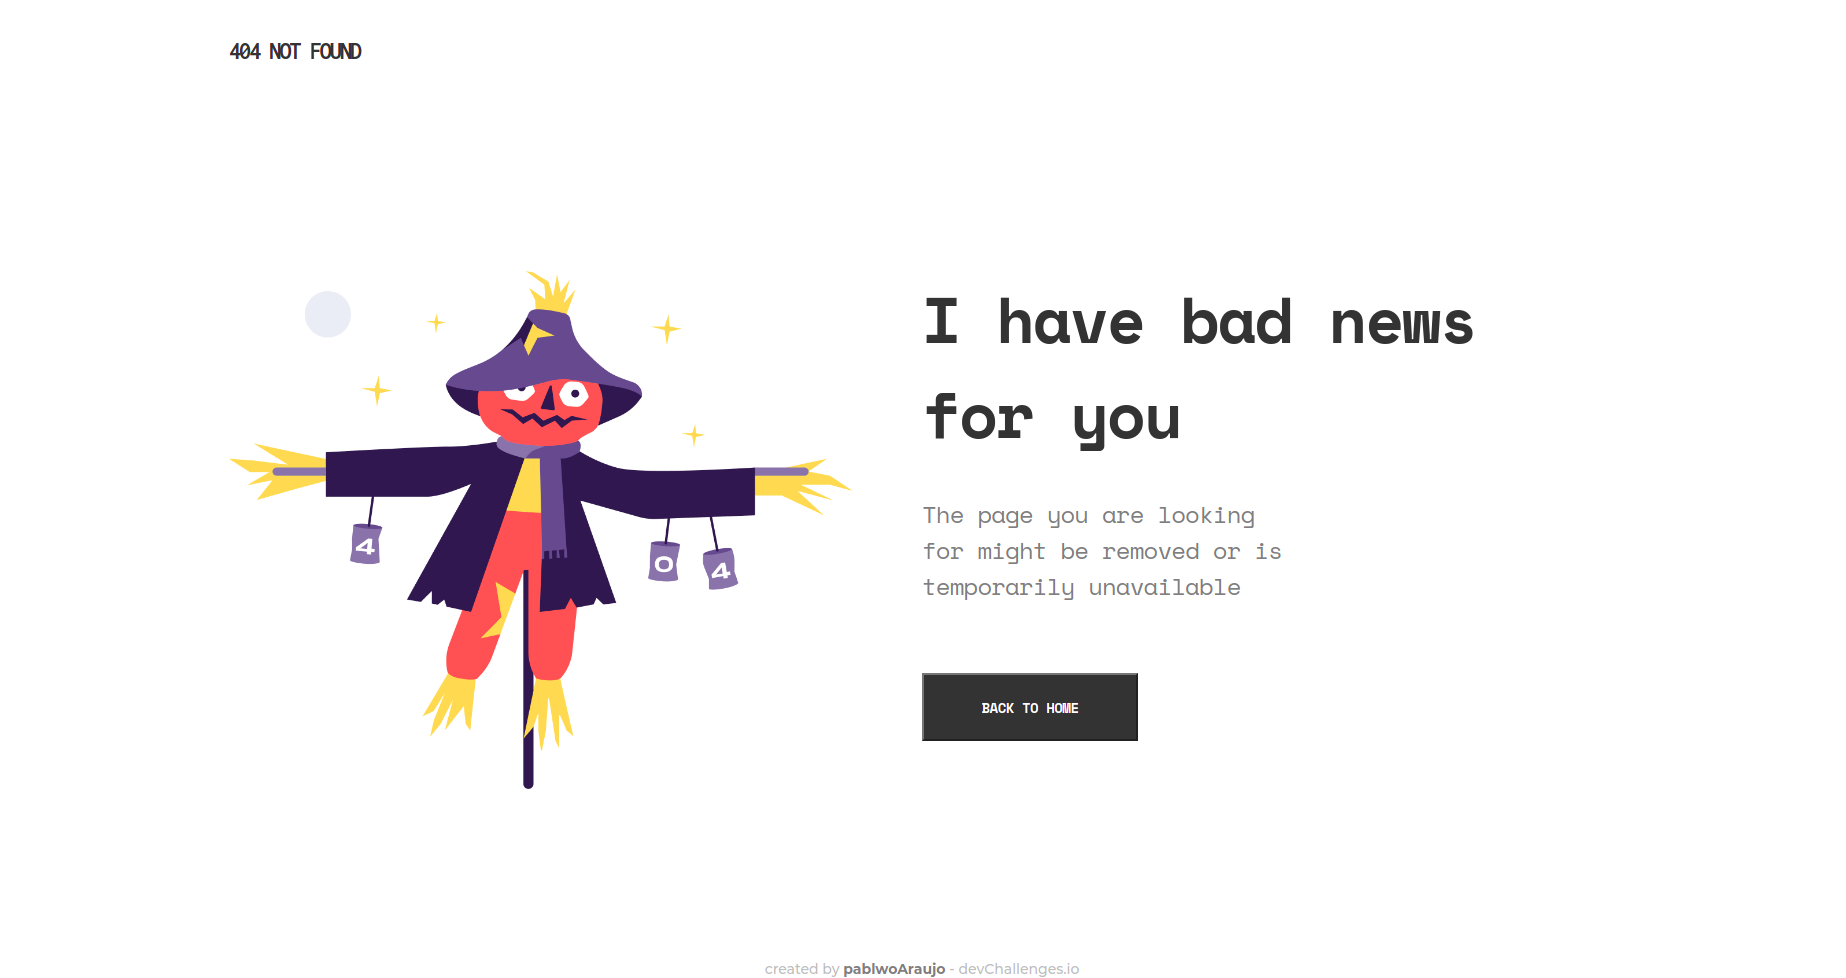 404 NOT FOUND
I have bad news
for you
4
0
4
The page you are looking
for might be removed or is
temporarily unavailable
BACK TO HOME
created by pablwoAraujo - devChallenges.io